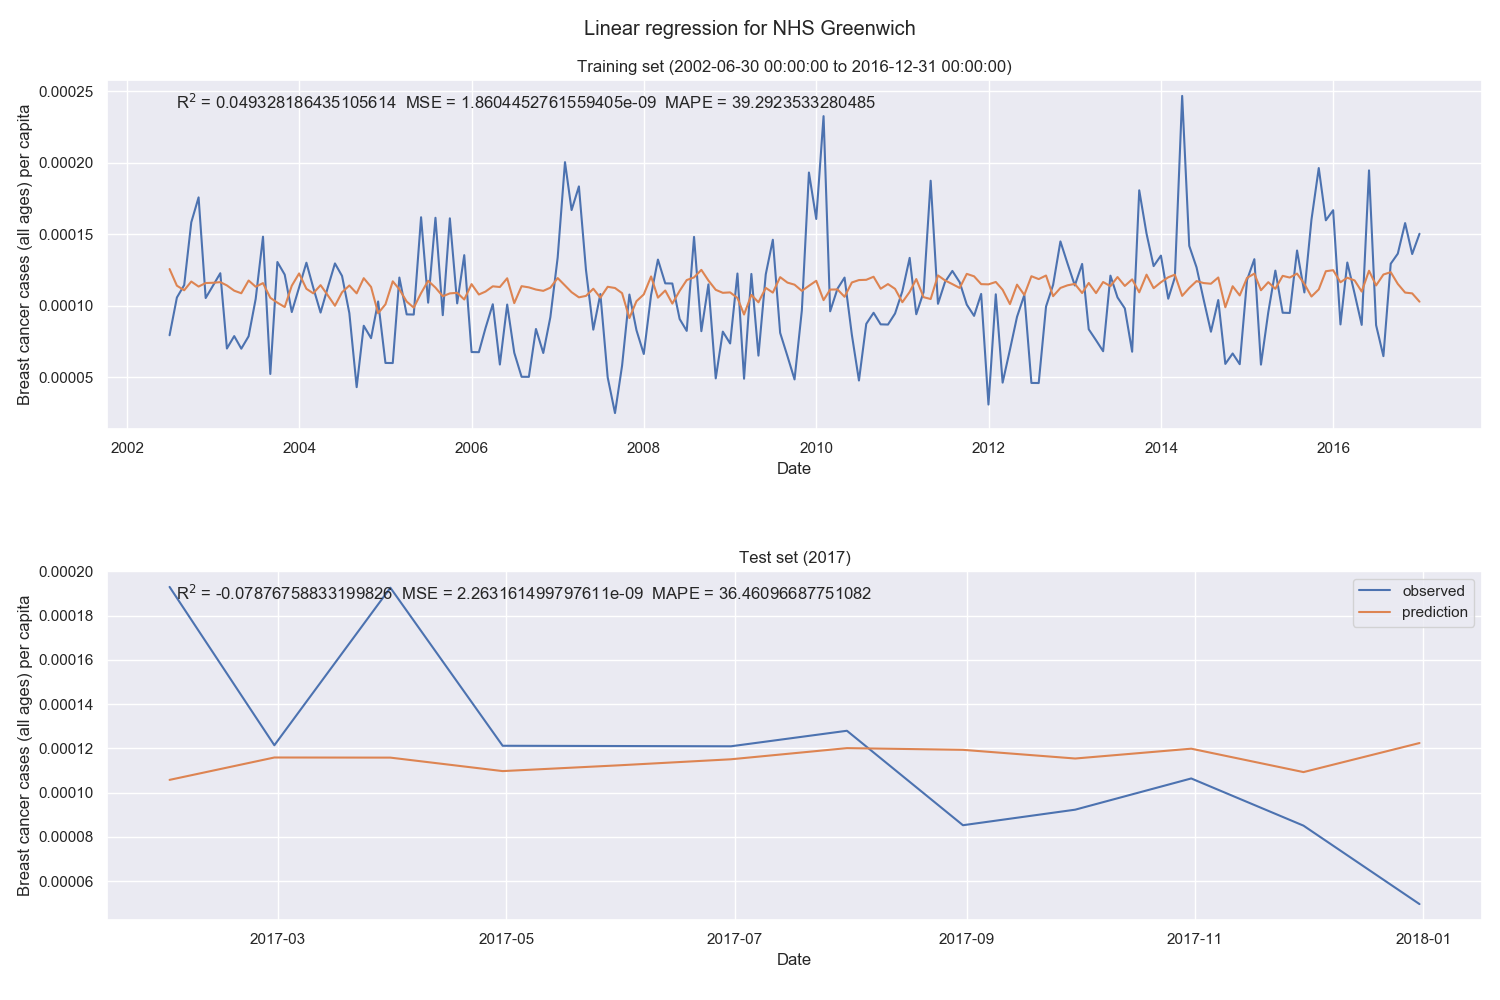 Linear regression for NHS Greenwich
Training set (2002-06-30 00:00:00 to 2016-12-31 00:00:00)
R² = 0.049328186435105614 MSE = 1.8604452761559405e-09 MAPE = 39.2923533280485
Breast cancer cases (all ages) per capita
0.00025
0.00020
0.00015
0.00010
0.00005
2002 2004 2006 2008 2010 2012 2014 2016
Date
Test set (2017)
R² = -0.07876758833199826 MSE = 2.263161499797611e-09 MAPE = 36.46096687751082
observed
prediction
Breast cancer cases (all ages) per capita
0.00020
0.00018
0.00016
0.00014
0.00012
0.00010
0.00008
0.00006
2017-03 2017-05 2017-07 2017-09 2017-11 2018-01
Date